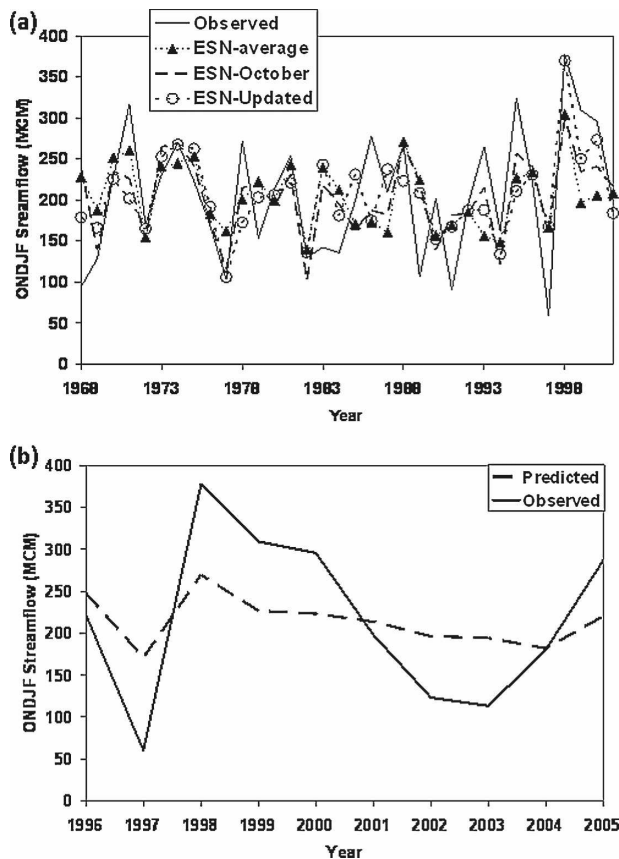 (a)
Observed
ESN-average
ESN-October
ESN-Updated
ONDJF Sreamflow (MCM)
400
350
300
250
200
150
100
50
0
1968 1973 1978 1983 1988 1993 1998
Year
(b)
Predicted
Observed
ONDJF Streamflow (MCM)
400
350
300
250
200
150
100
50
0
1996 1997 1998 1999 2000 2001 2002 2003 2004 2005
Year